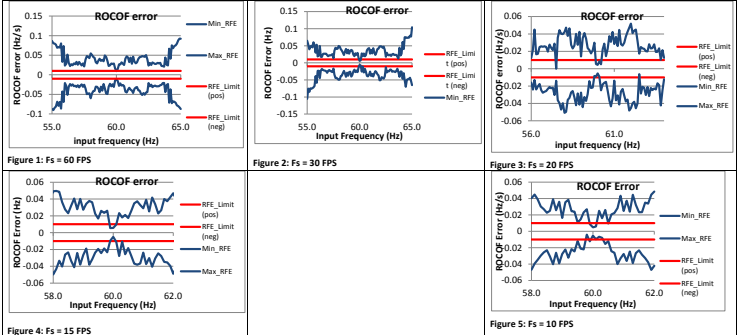 ROCOF error
ROCOF error (Hz/s)
0.15
0.1
0.05
0
-0.05
-0.1
55.0
60.0
65.0
input frequency (Hz)
Min_RFE
Max_RFE
RFE_Limit
(pos)
RFE_Limit
(neg)
Figure 1: Fs = 60 FPS
ROCOF error
ROCOF Error (Hz)
0.15
0.1
0.05
0
-0.05
-0.1
-0.15
55.0
60.0
65.0
Input frequency (Hz)
RFE_Limi
t (pos)
RFE_Limi
t (neg)
Min_RFE
Figure 2: Fs = 30 FPS
ROCOF error
ROCOF error (Hz/s)
0.06
0.04
0.02
0
-0.02
-0.04
-0.06
56.0
61.0
input frequency (Hz)
RFE_Limit
(pos)
RFE_Limit
(neg)
Min_RFE
Max_RFE
Figure 3: Fs = 20 FPS
ROCOF error
ROCOF Error (Hz)
0.06
0.04
0.02
0
-0.02
-0.04
-0.06
58.0
60.0
62.0
Input Frequency (Hz)
RFE_Limit
(pos)
RFE_Limit
(neg)
Min_RFE
Max_RFE
Figure 4: Fs = 15 FPS
ROCOF Error
ROCOF error (Hz/s)
0.06
0.04
0.02
0.00
-0.02
-0.04
-0.06
58.0
60.0
62.0
Input Frequency (Hz)
Min_RFE
Max_RFE
RFE_Limit
(pos)
RFE_Limit
(neg)
Figure 5: Fs = 10 FPS